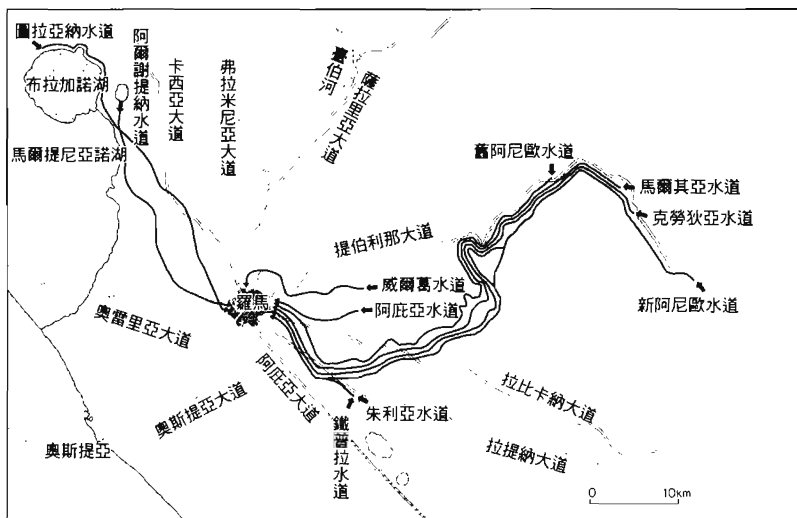 圖拉亞納水道
布拉加諾湖
阿爾謝提納水道
卡西亞大道
弗拉米尼亞大道
臺伯河
薩拉里亞大道
馬爾提尼亞諾湖
舊阿尼歐水道
馬爾其亞水道
克勞狄亞水道
提伯利那大道
威爾葛水道
新阿尼歐水道
羅馬
阿庇亞水道
奧雷里亞大道
阿庇亞大道
奧斯提亞大道
朱利亞水道
拉比卡納大道
鐵普拉水道
拉提納大道
奧斯提亞
0 10km